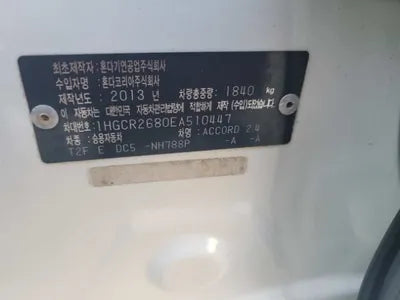 최초제작자 : 혼다기연공업주식회사
수입자명 : 혼다코리아주식회사
제작년도 : 2013 년 차량총중량: 1840 kg
이 자동차는 대한민국 자동차관리법령에 적합하게 제작 (수입)되었습니다
차대번호: 1HGCR2680EA510447
차종 : 승용자동차 명 : ACCORD 2.4
T2F E DC5 -NH788P -A -A